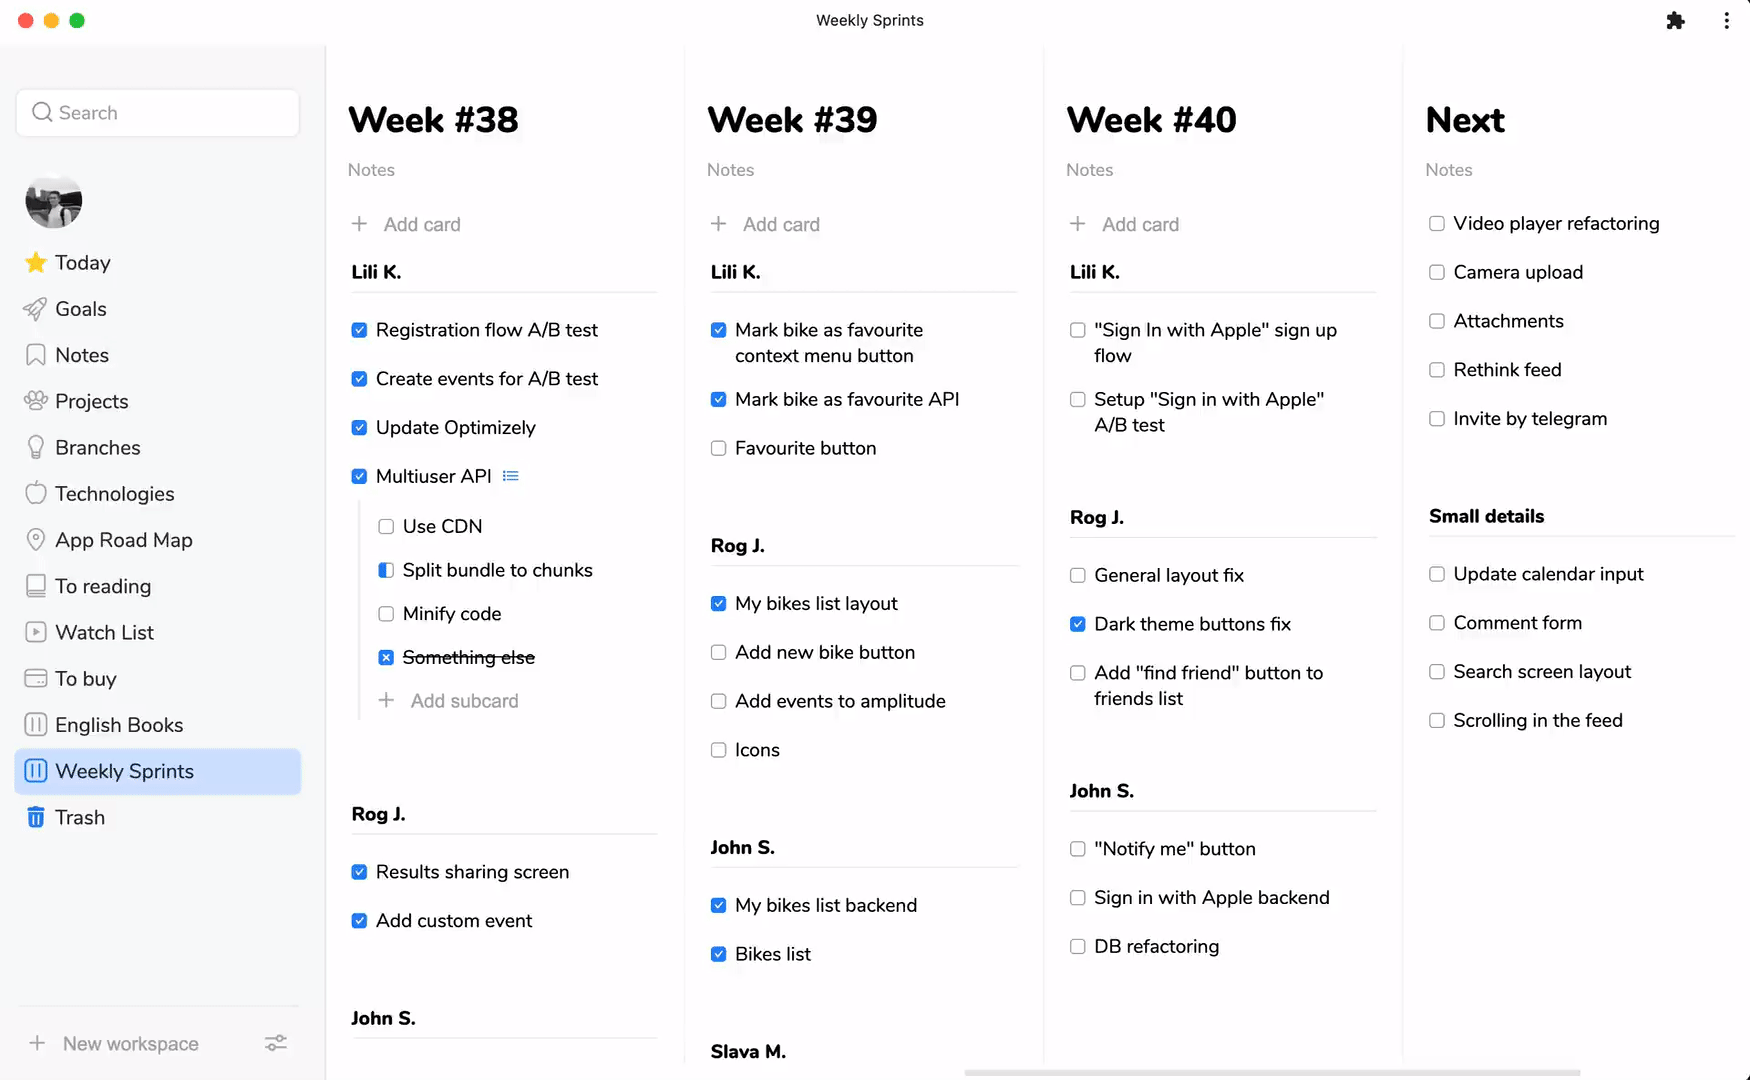 Weekly Sprints
Search
Today
Goals
Notes
Projects
Branches
Technologies
App Road Map
To reading
Watch List
To buy
English Books
Weekly Sprints
Trash
New workspace
Week #38
Notes
Add card
Lili K.
Registration flow A/B test
Create events for A/B test
Update Optimizely
Multiuser API
Use CDN
Split bundle to chunks
Minify code
Something else
Add subcard
Rog J.
Results sharing screen
Add custom event
John S.
Week #39
Notes
Add card
Lili K.
Mark bike as favourite
context menu button
Mark bike as favourite API
Favourite button
Rog J.
My bikes list layout
Add new bike button
Add events to amplitude
Icons
John S.
My bikes list backend
Bikes list
Slava M.
Week #40
Notes
Add card
Lili K.
"Sign In with Apple" sign up
flow
Setup "Sign in with Apple"
A/B test
Rog J.
General layout fix
Dark theme buttons fix
Add "find friend" button to
friends list
John S.
"Notify me" button
Sign in with Apple backend
DB refactoring
Next
Notes
Video player refactoring
Camera upload
Attachments
Rethink feed
Invite by telegram
Small details
Update calendar input
Comment form
Search screen layout
Scrolling in the feed